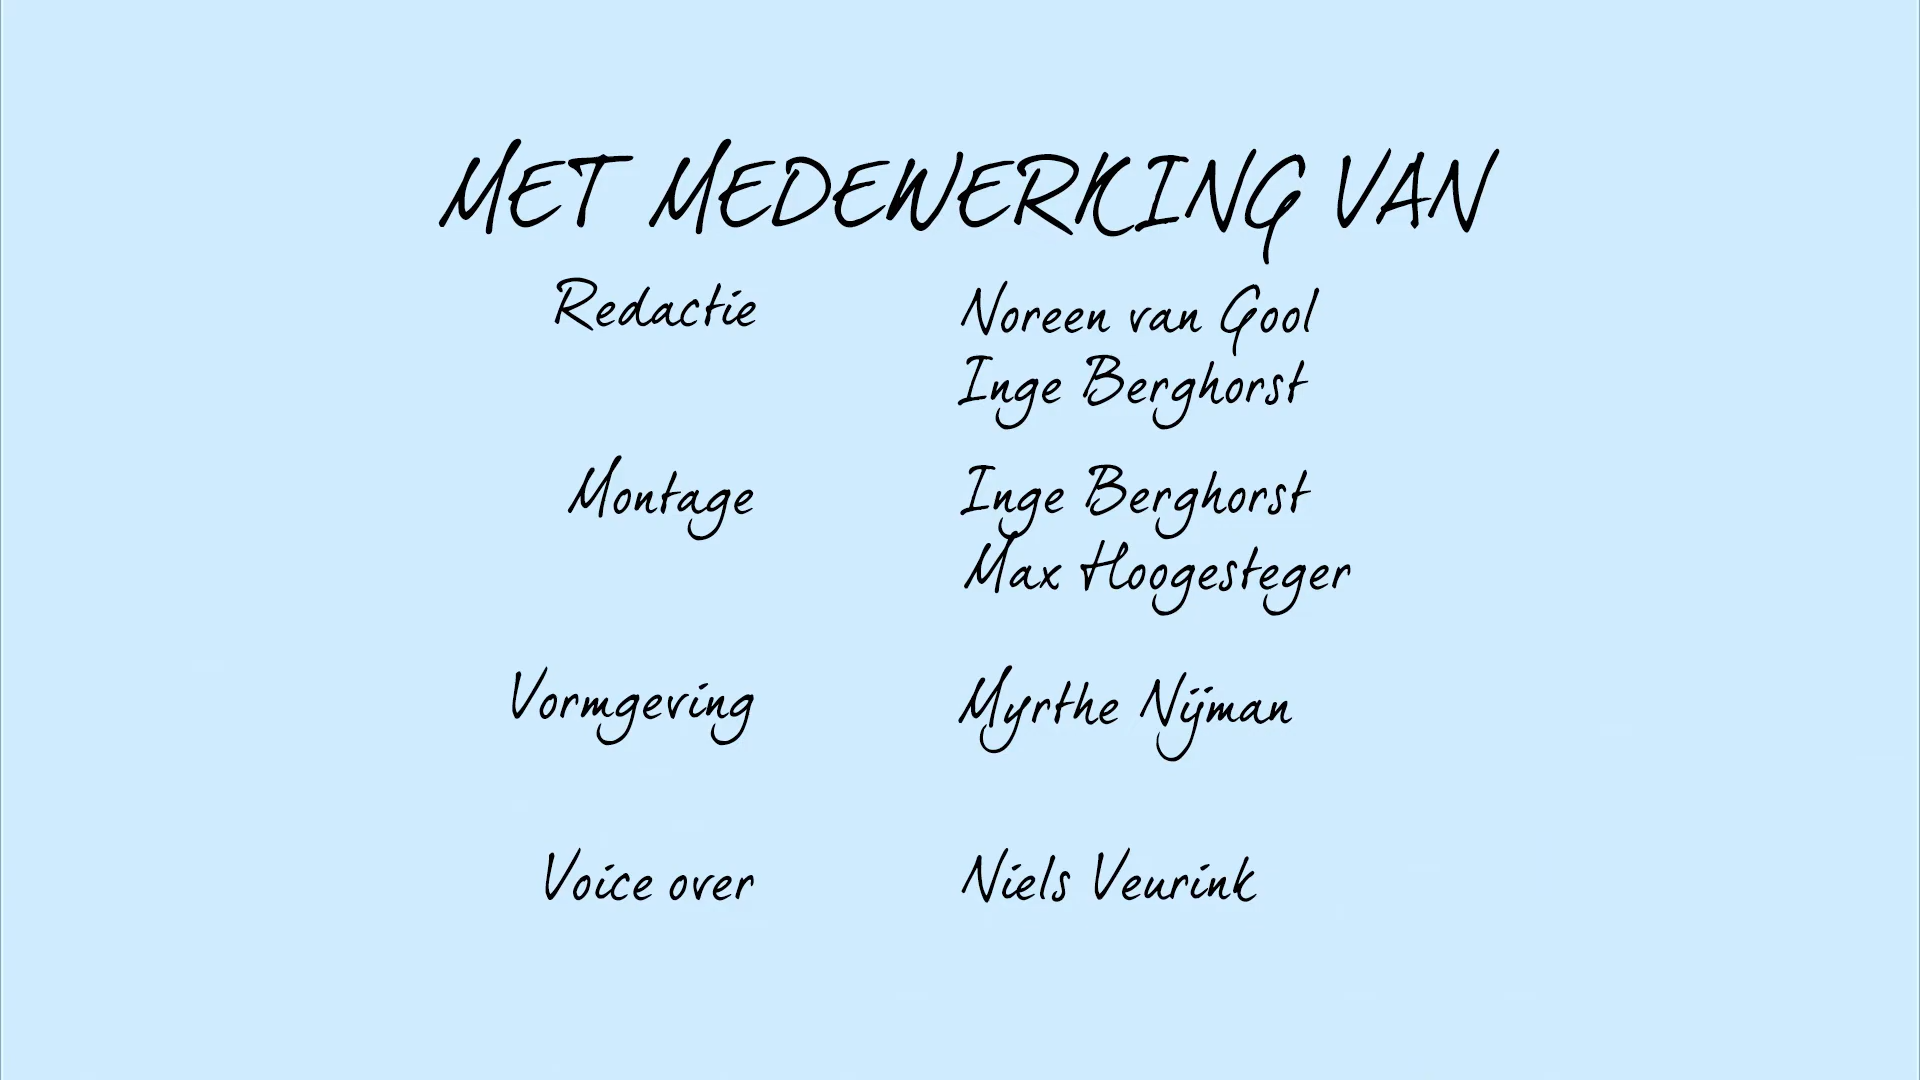 MET MEDEWERKING VAN
Redactie Noreen van Gool
Inge Berghorst
Montage Inge Berghorst
Max Hoogesteger
Vormgeving Myrthe Nijman
Voice over Niels Veurink